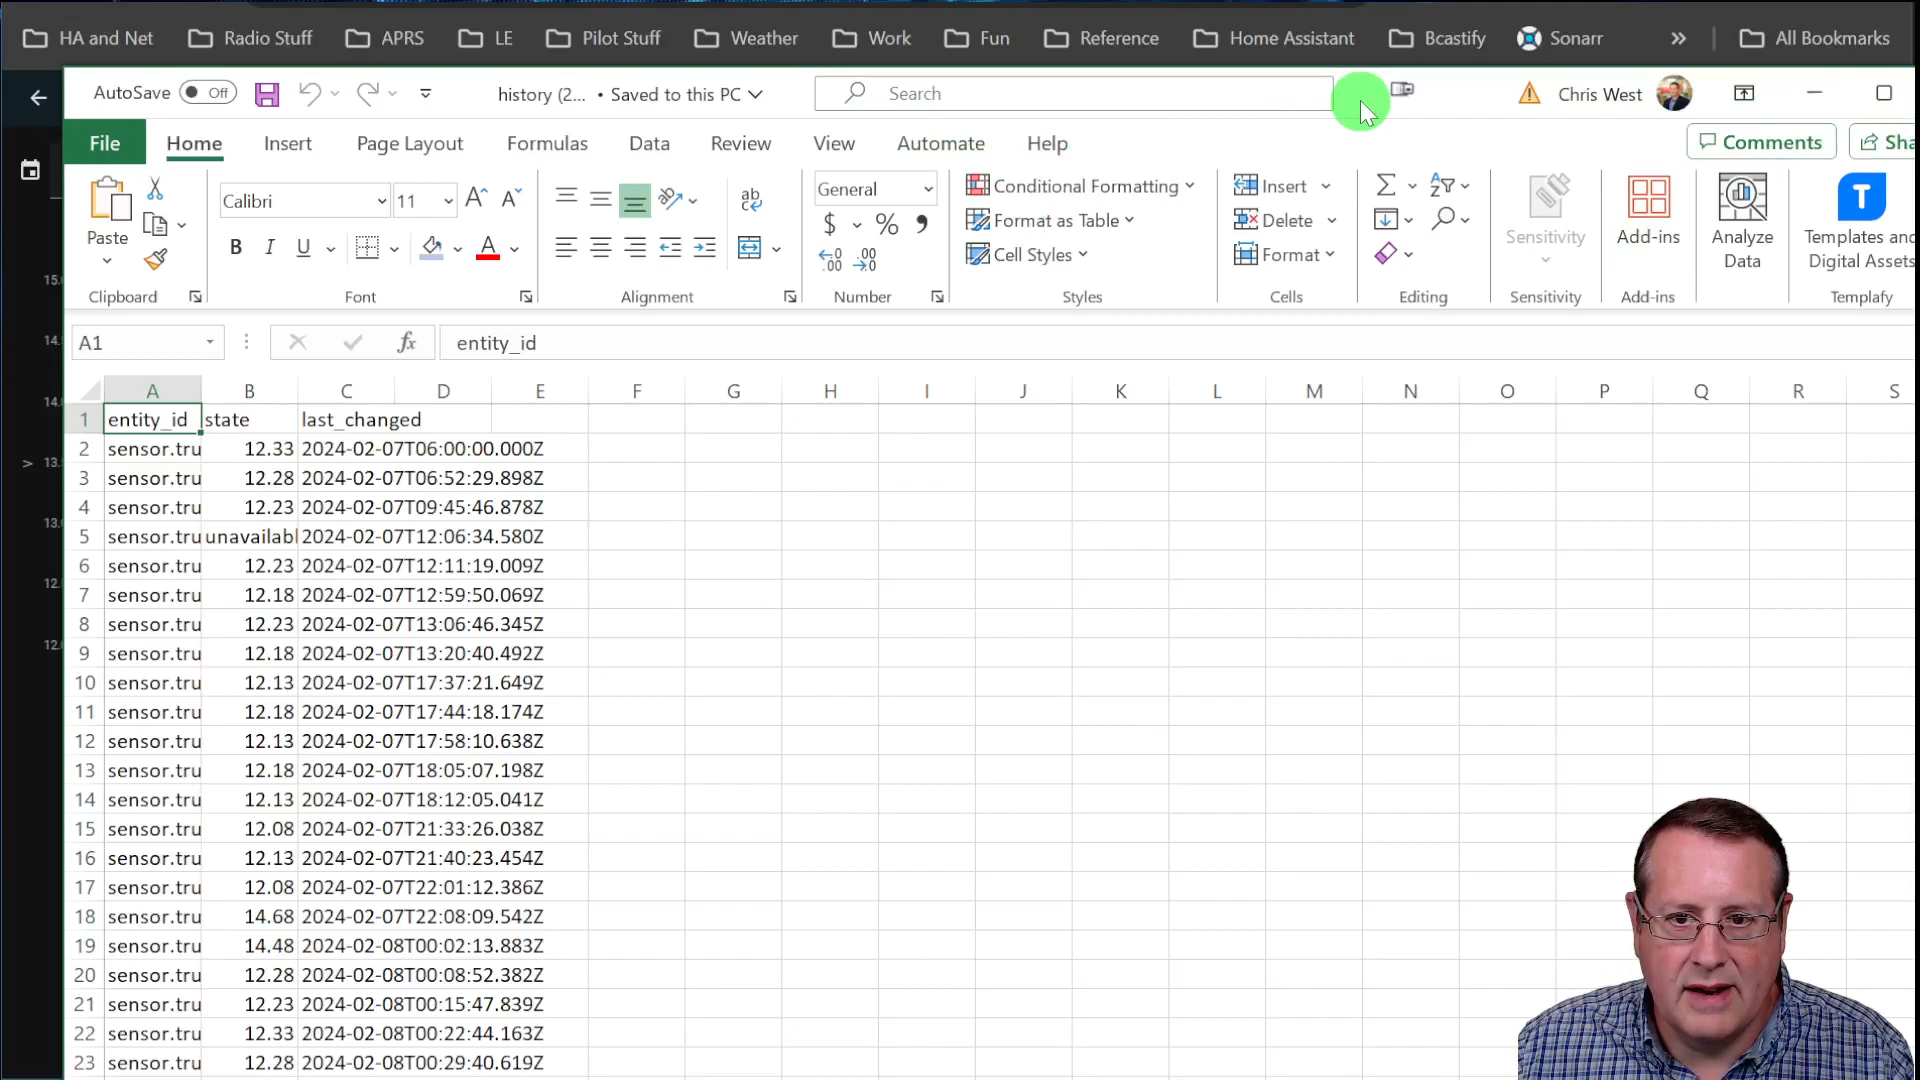 HA and Net Radio Stuff APRS LE Pilot Stuff Weather Work Fun Reference Home Assistant Bcastify Sonarr » All Bookmarks
AutoSave Off history (2... • Saved to this PC Search Chris West
File Home Insert Page Layout Formulas Data Review View Automate Help Comments Sha
Paste Calibri 11 General Conditional Formatting Format as Table Cell Styles Insert Delete Format Sensitivity Add-ins Analyze Data Templates and Digital Assets
Clipboard Font Alignment Number Styles Cells Editing Sensitivity Add-ins Templafy
A1 fx entity_id
A B C D E F G H I J K L M N O P Q R S
1 entity_id state last_changed
2 sensor.tru 12.33 2024-02-07T06:00:00.000Z
3 sensor.tru 12.28 2024-02-07T06:52:29.898Z
4 sensor.tru 12.23 2024-02-07T09:45:46.878Z
5 sensor.tru unavailabl 2024-02-07T12:06:34.580Z
6 sensor.tru 12.23 2024-02-07T12:11:19.009Z
7 sensor.tru 12.18 2024-02-07T12:59:50.069Z
8 sensor.tru 12.23 2024-02-07T13:06:46.345Z
9 sensor.tru 12.18 2024-02-07T13:20:40.492Z
10 sensor.tru 12.13 2024-02-07T17:37:21.649Z
11 sensor.tru 12.18 2024-02-07T17:44:18.174Z
12 sensor.tru 12.13 2024-02-07T17:58:10.638Z
13 sensor.tru 12.18 2024-02-07T18:05:07.198Z
14 sensor.tru 12.13 2024-02-07T18:12:05.041Z
15 sensor.tru 12.08 2024-02-07T21:33:26.038Z
16 sensor.tru 12.13 2024-02-07T21:40:23.454Z
17 sensor.tru 12.08 2024-02-07T22:01:12.386Z
18 sensor.tru 14.68 2024-02-07T22:08:09.542Z
19 sensor.tru 14.48 2024-02-08T00:02:13.883Z
20 sensor.tru 12.28 2024-02-08T00:08:52.382Z
21 sensor.tru 12.23 2024-02-08T00:15:47.839Z
22 sensor.tru 12.33 2024-02-08T00:22:44.163Z
23 sensor.tru 12.28 2024-02-08T00:29:40.619Z